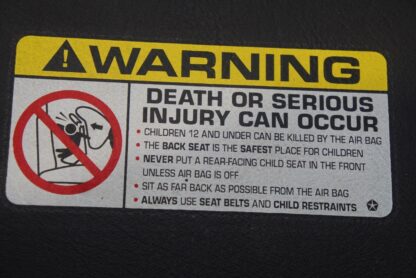 WARNING
DEATH OR SERIOUS
INJURY CAN OCCUR
• CHILDREN 12 AND UNDER CAN BE KILLED BY THE AIR BAG
• THE BACK SEAT IS THE SAFEST PLACE FOR CHILDREN
• NEVER PUT A REAR-FACING CHILD SEAT IN THE FRONT
UNLESS AIR BAG IS OFF.
• SIT AS FAR BACK AS POSSIBLE FROM THE AIR BAG
• ALWAYS USE SEAT BELTS AND CHILD RESTRAINTS